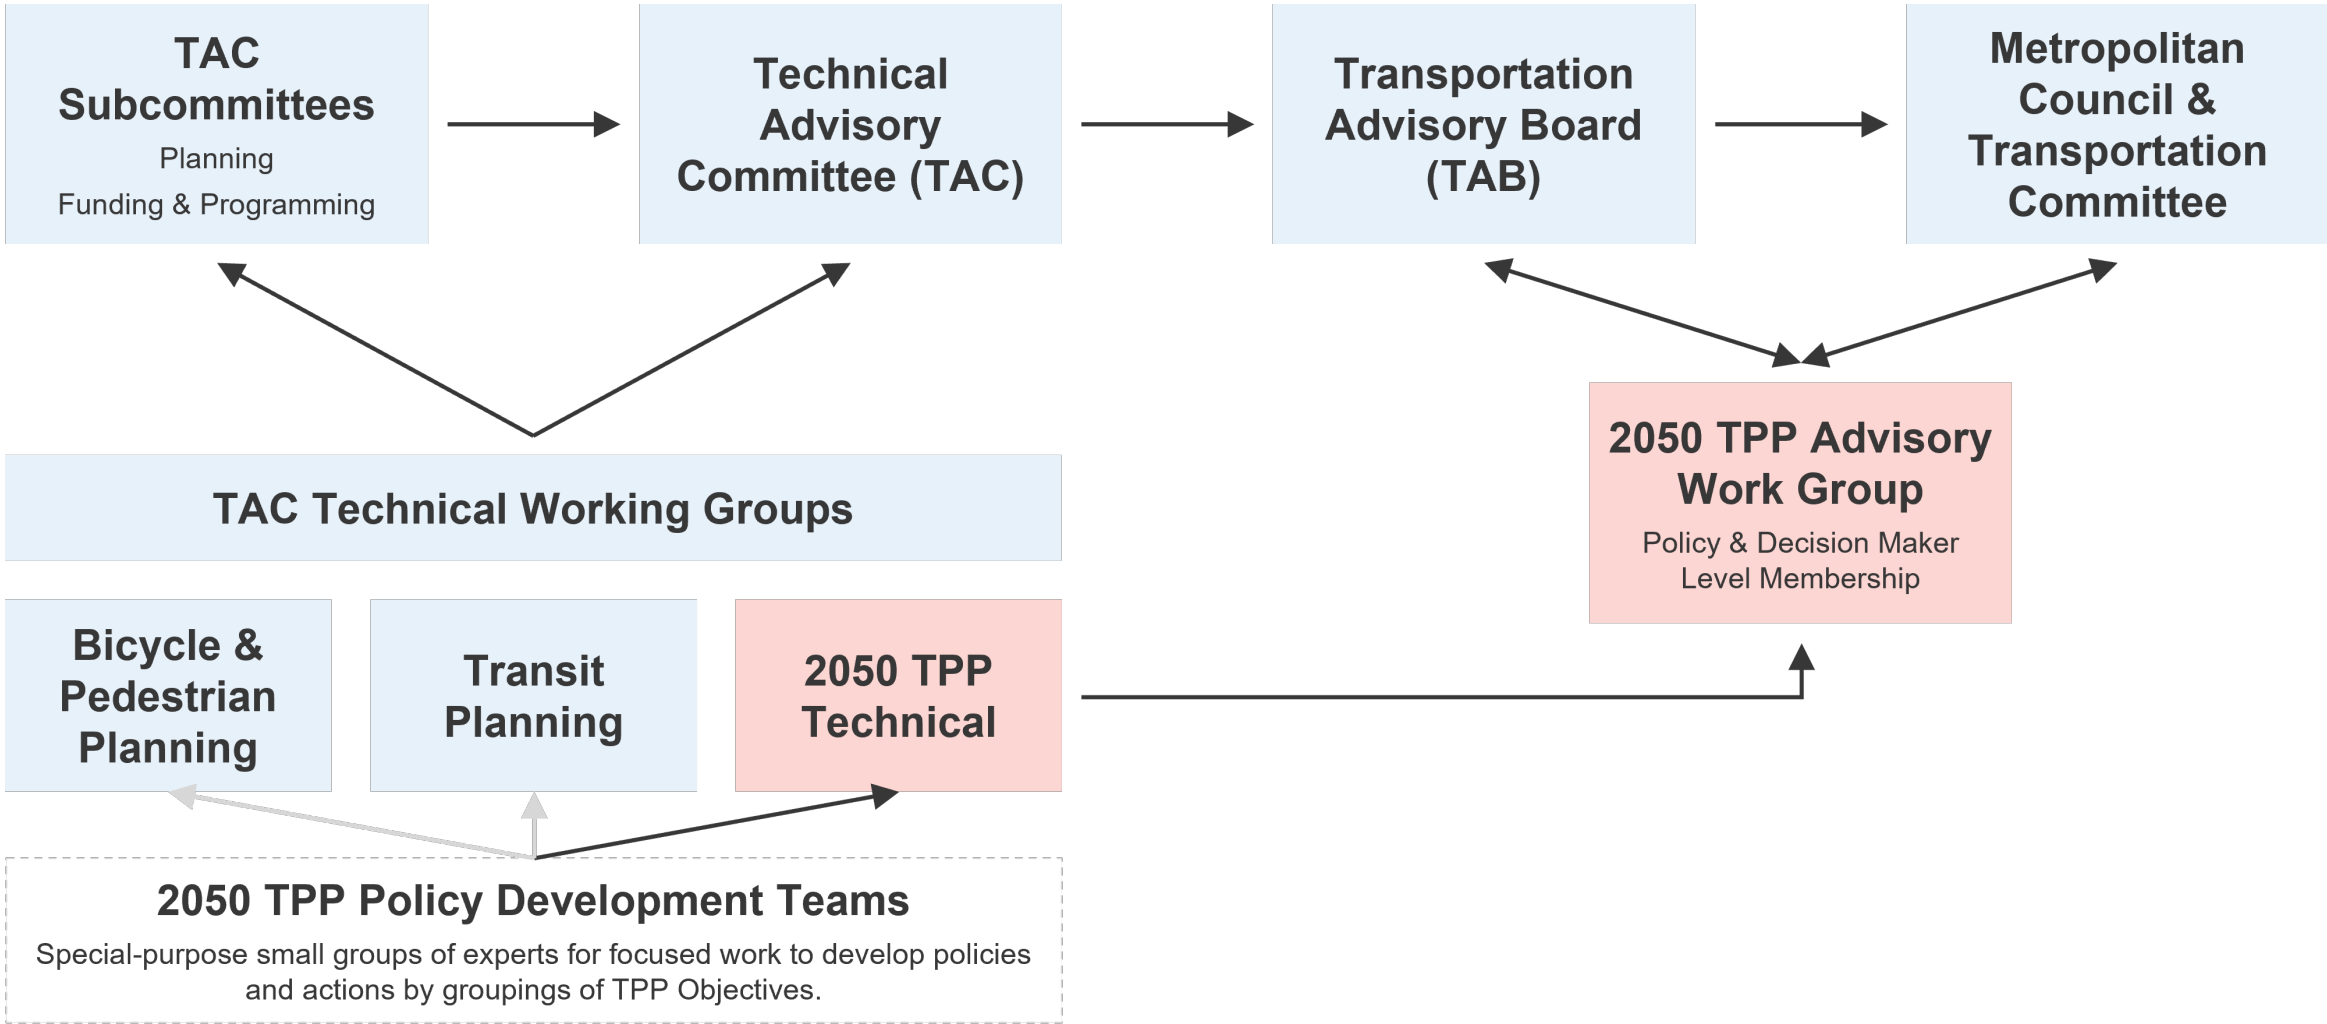 TAC
Subcommittees
Planning
Funding & Programming
Technical
Advisory
Committee (TAC)
Transportation
Advisory Board
(TAB)
Metropolitan
Council &
Transportation
Committee
TAC Technical Working Groups
2050 TPP Advisory
Work Group
Policy & Decision Maker
Level Membership
Bicycle &
Pedestrian
Planning
Transit
Planning
2050 TPP
Technical
2050 TPP Policy Development Teams
Special-purpose small groups of experts for focused work to develop policies
and actions by groupings of TPP Objectives.